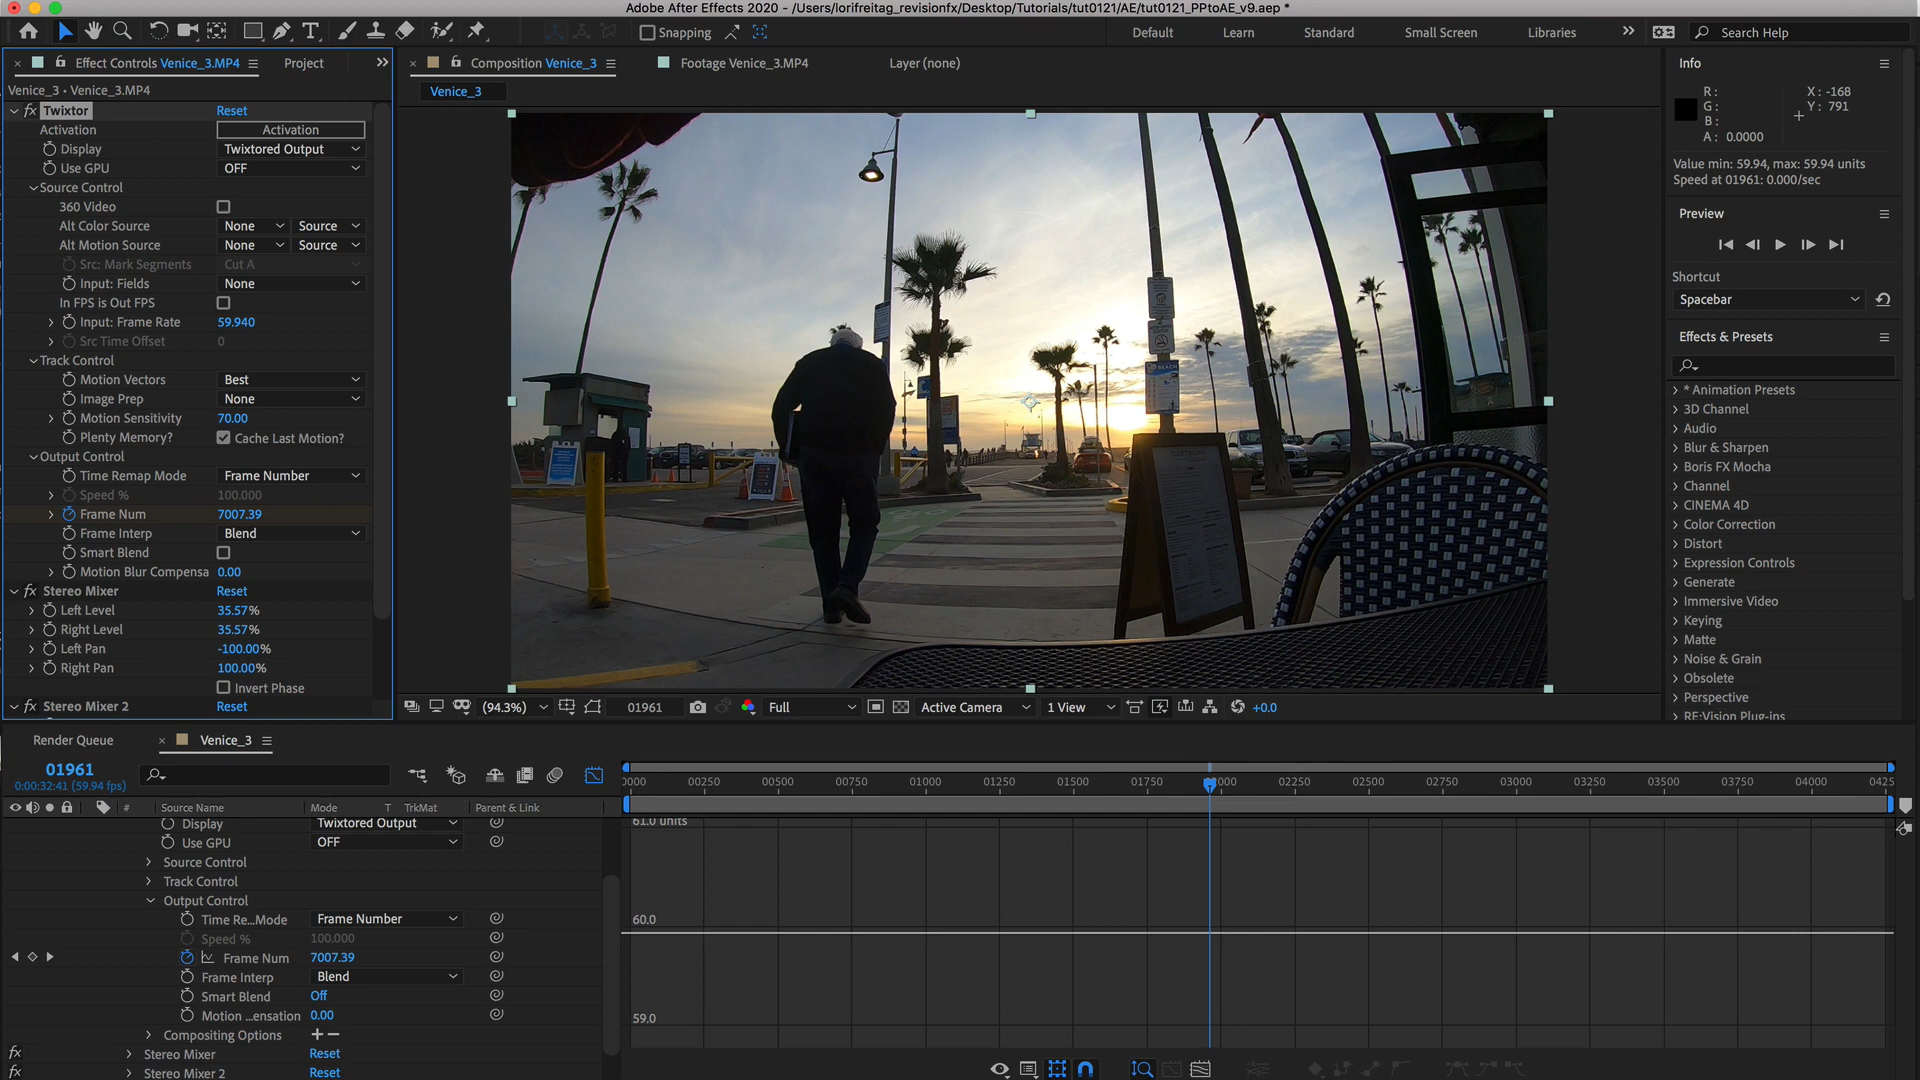 Adobe After Effects 2020 - /Users/lorifreitag_revisionfx/Desktop/Tutorials/tut0121/AE/tut0121_PPtoAE_v9.aep *
Snapping
Default
Learn
Standard
Small Screen
Libraries
Search Help
Effect Controls Venice_3.MP4
Project
Composition Venice_3
Footage Venice_3.MP4
Layer (none)
Info
Venice_3 • Venice_3.MP4
Venice_3
R :
G :
B :
A : 0.0000
X : -168
Y : 791
Value min: 59.94, max: 59.94 units
Speed at 01961: 0.000/sec
fx Twixtor Reset
Activation Activation
Display Twixtored Output
Use GPU OFF
Source Control
360 Video
Alt Color Source None Source
Alt Motion Source None Source
Src: Mark Segments Cut A
Input: Fields None
In FPS is Out FPS
Input: Frame Rate 59.940
Src Time Offset 0
Track Control
Motion Vectors Best
Image Prep None
Motion Sensitivity 70.00
Plenty Memory? Cache Last Motion?
Output Control
Time Remap Mode Frame Number
Speed % 100.000
Frame Num 7007.39
Frame Interp Blend
Smart Blend
Motion Blur Compensa 0.00
fx Stereo Mixer Reset
Left Level 35.57%
Right Level 35.57%
Left Pan -100.00%
Right Pan 100.00%
Invert Phase
fx Stereo Mixer 2 Reset
BEACH
Preview
Shortcut
Spacebar
Effects & Presets
* Animation Presets
3D Channel
Audio
Blur & Sharpen
Boris FX Mocha
Channel
CINEMA 4D
Color Correction
Distort
Expression Controls
Generate
Immersive Video
Keying
Matte
Noise & Grain
Obsolete
Perspective
RE:Vision Plug-ins
(94.3%)
01961
Full
Active Camera
1 View
+0.0
Render Queue
Venice_3
01961
0:00:32:41 (59.94 fps)
0000 00250 00500 00750 01000 01250 01500 01750 0000 02250 02500 02750 03000 03250 03500 03750 04000 0425
# Source Name Mode T TrkMat Parent & Link
Display Twixtored Output
Use GPU OFF
Source Control
Track Control
Output Control
Time Re...Mode Frame Number
Speed % 100.000
Frame Num 7007.39
Frame Interp Blend
Smart Blend Off
Motion ...ensation 0.00
Compositing Options + –
fx Stereo Mixer Reset
fx Stereo Mixer 2 Reset
61.0 units
60.0
59.0